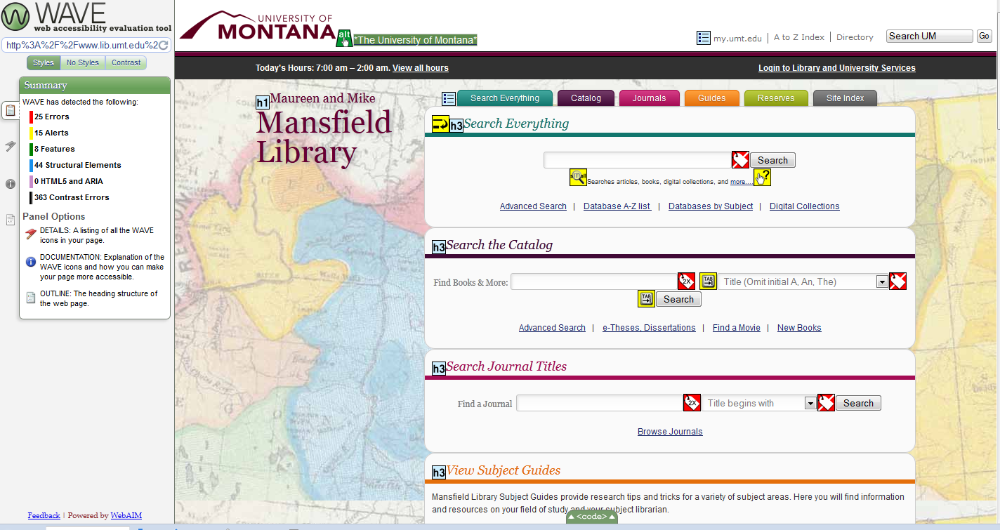 WAVE
web accessibility evaluation tool
http%3A%2F%2Fwww.lib.umt.edu%2
Styles No Styles Contrast
Summary
WAVE has detected the following:
25 Errors
15 Alerts
8 Features
44 Structural Elements
0 HTML5 and ARIA
363 Contrast Errors
Panel Options
DETAILS: A listing of all the WAVE
icons in your page.
DOCUMENTATION: Explanation of the
WAVE icons and how you can make
your page more accessible.
OUTLINE: The heading structure of
the web page.
Feedback | Powered by WebAIM
UNIVERSITY OF
MONTANA
alt *The University of Montana*
my.umt.edu | A to Z Index | Directory Search UM Go
Today's Hours: 7:00 am – 2:00 am. View all hours
Login to Library and University Services
h1 Maureen and Mike
Mansfield
Library
Search Everything Catalog Journals Guides Reserves Site Index
h3 Search Everything
Search
small Searches articles, books, digital collections, and more.... ?
Advanced Search | Database A-Z list | Databases by Subject | Digital Collections
h3 Search the Catalog
Find Books & More: 2X TAB Title (Omit initial A, An, The)
TAB Search
Advanced Search | e-Theses, Dissertations | Find a Movie | New Books
h3 Search Journal Titles
Find a Journal 2X Title begins with Search
Browse Journals
h3 View Subject Guides
Mansfield Library Subject Guides provide research tips and tricks for a variety of subject areas. Here you will find information
and resources on your field of study and your subject librarian.
<code>